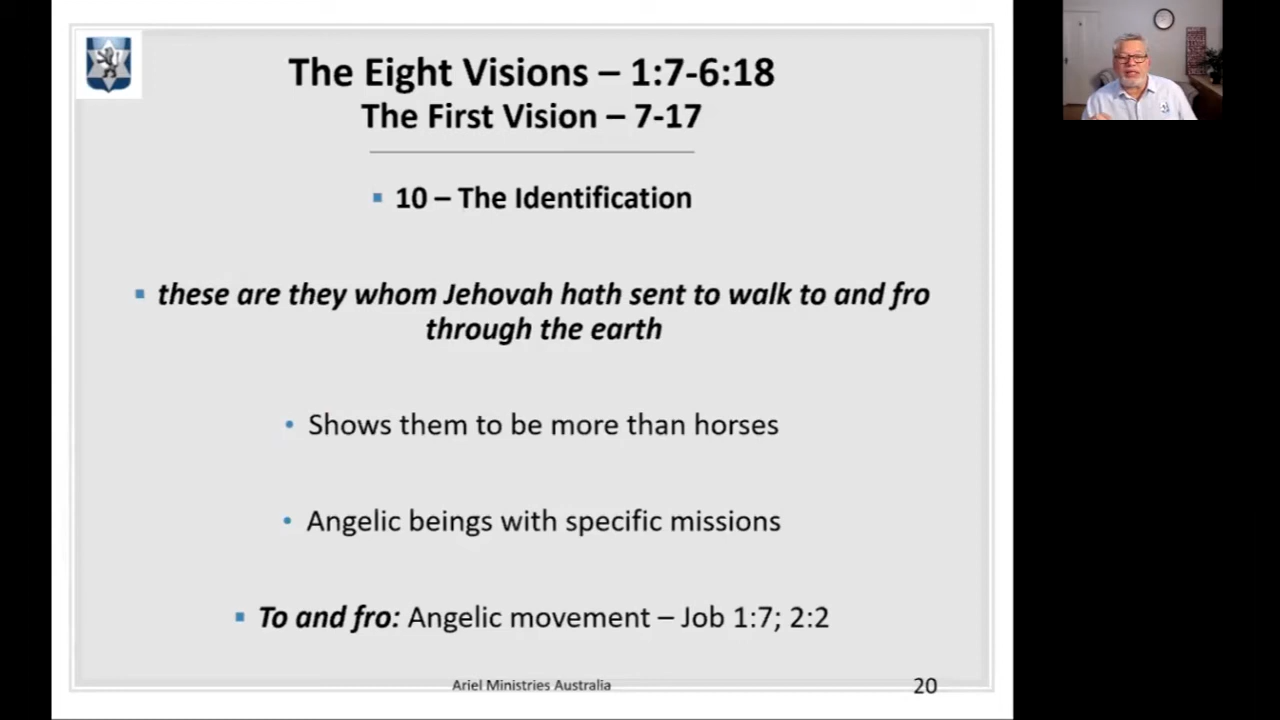 The Eight Visions – 1:7-6:18
The First Vision – 7-17
10 – The Identification
these are they whom Jehovah hath sent to walk to and fro
through the earth
Shows them to be more than horses
Angelic beings with specific missions
To and fro: Angelic movement – Job 1:7; 2:2
Ariel Ministries Australia
20